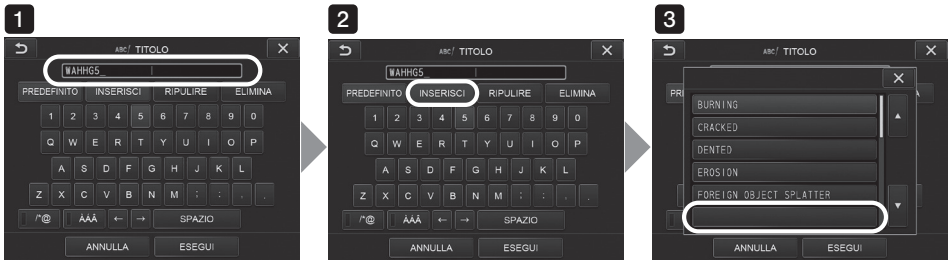 1
ABC/ TITOLO
WAHHG5_
PREDEFINITO INSERISCI RIPULIRE ELIMINA
1 2 3 4 5 6 7 8 9 0
Q W E R T Y U I O P
A S D F G H J K L
Z X C V B N M ; : , .
/*@ ÀÁÂ ← → SPAZIO
ANNULLA ESEGUI
2
ABC/ TITOLO
WAHHG5_
PREDEFINITO INSERISCI RIPULIRE ELIMINA
1 2 3 4 5 6 7 8 9 0
Q W E R T Y U I O P
A S D F G H J K L
Z X C V B N M ; : , .
/*@ ÀÁÂ ← → SPAZIO
ANNULLA ESEGUI
3
ABC/ TITOLO
PR A
BURNING
CRACKED
DENTED
EROSION
FOREIGN OBJECT SPLATTER
ANNULLA ESEGUI